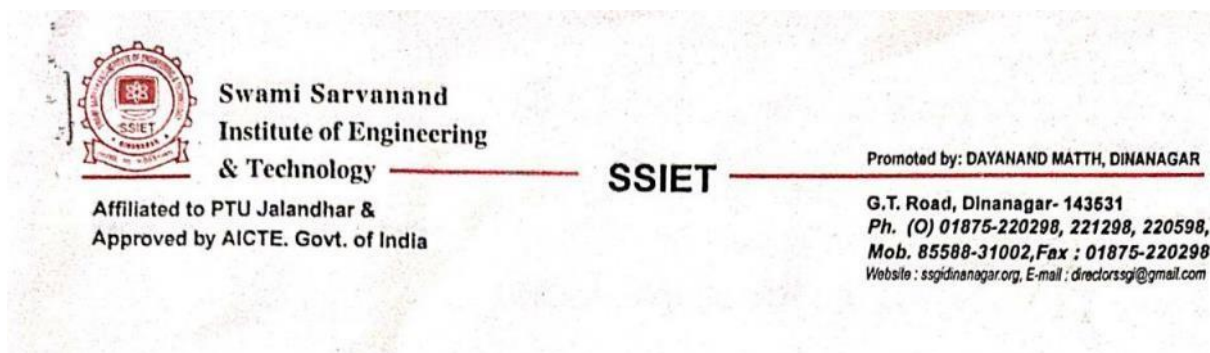 SSIET
Swami Sarvanand
Institute of Engineering
& Technology
Affiliated to PTU Jalandhar &
Approved by AICTE. Govt. of India
SSIET
Promoted by: DAYANAND MATTH, DINANAGAR
G.T. Road, Dinanagar- 143531
Ph. (O) 01875-220298, 221298, 220598,
Mob. 85588-31002,Fax : 01875-220298
Website : ssgidinanagar.org, E-mail : directorssgi@gmail.com